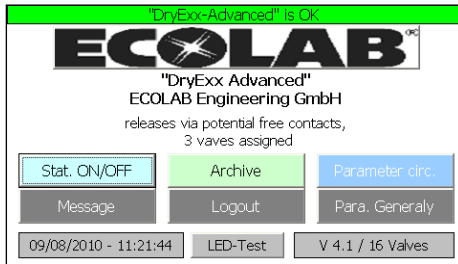 "DryExx-Advanced" is OK
ECOLAB®
"DryExx Advanced"
ECOLAB Engineering GmbH
releases via potential free contacts,
3 vaves assigned
Stat. ON/OFF Archive Parameter circ.
Message Logout Para. Generaly
09/08/2010 - 11:21:44 LED-Test V 4.1 / 16 Valves